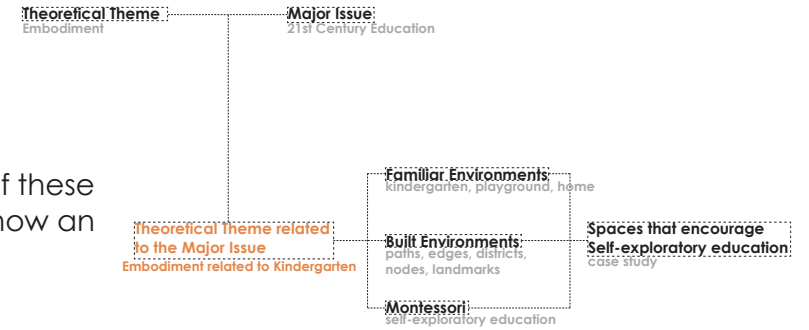 Theoretical Theme
Embodiment
Major Issue
21st Century Education
f these
now an
Theoretical Theme related
to the Major Issue
Embodiment related to Kindergarten
Familiar Environments
kindergarten, playground, home
Built Environments
paths, edges, districts,
nodes, landmarks
Montessori
self-exploratory education
Spaces that encourage
Self-exploratory education
case study